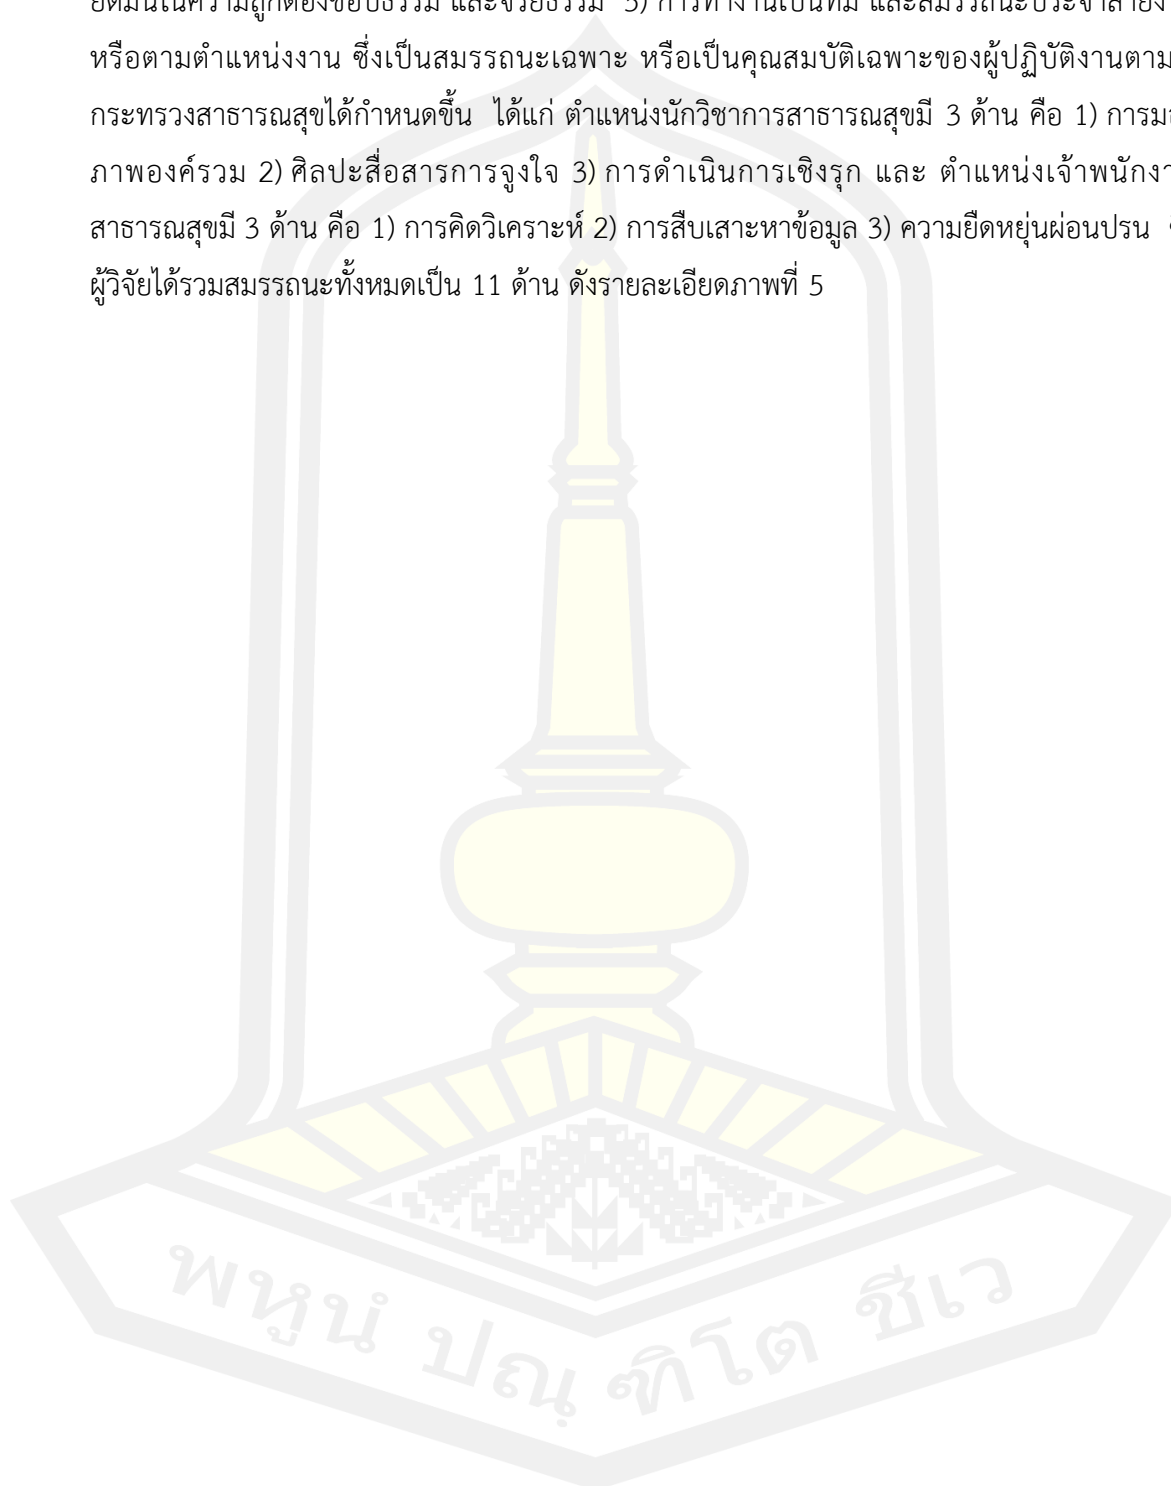 ยึดมั่นในความถูกต้องชอบธรรม และจริยธรรม 5) การทำงานเป็นทีม และสมรรถนะประจำสายง
หรือตามตำแหน่งงาน ซึ่งเป็นสมรรถนะเฉพาะ หรือเป็นคุณสมบัติเฉพาะของผู้ปฏิบัติงานตาม
กระทรวงสาธารณสุขได้กำหนดขึ้น ได้แก่ ตำแหน่งนักวิชาการสาธารณสุขมี 3 ด้าน คือ 1) การม
ภาพองค์รวม 2) ศิลปะสื่อสารการจูงใจ 3) การดำเนินการเชิงรุก และ ตำแหน่งเจ้าพนักงา
สาธารณสุขมี 3 ด้าน คือ 1) การคิดวิเคราะห์ 2) การสืบเสาะหาข้อมูล 3) ความยืดหยุ่นผ่อนปรน
ผู้วิจัยได้รวมสมรรถนะทั้งหมดเป็น 11 ด้าน ดังรายละเอียดภาพที่ 5
พหูนํ ปณฺ ฑิโต ชีเว